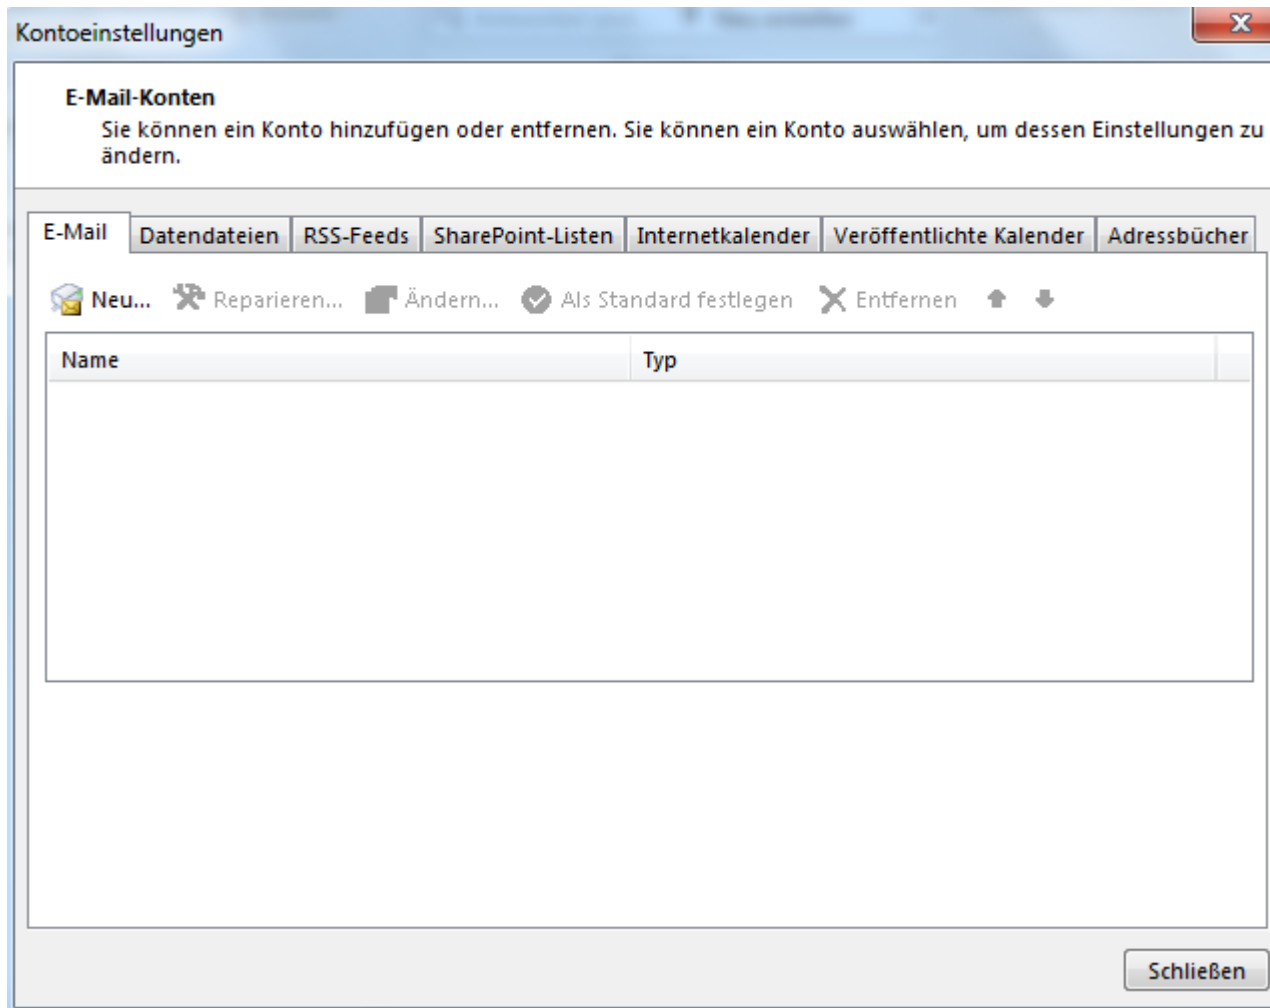 Kontoeinstellungen
E-Mail-Konten
Sie können ein Konto hinzufügen oder entfernen. Sie können ein Konto auswählen, um dessen Einstellungen zu
ändern.
E-Mail Datendateien RSS-Feeds SharePoint-Listen Internetkalender Veröffentlichte Kalender Adressbücher
Neu... Reparieren... Ändern... Als Standard festlegen Entfernen
Name Typ
Schließen